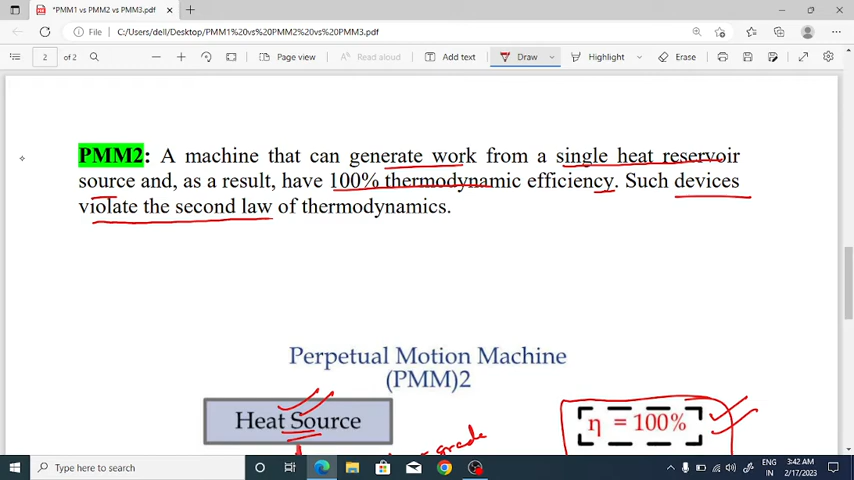 *PMM1 vs PMM2 vs PMM3.pdf
File C:/Users/dell/Desktop/PMM1%20vs%20PMM2%20vs%20PMM3.pdf
2 of 2 Page view Read aloud Add text Draw Highlight Erase
PMM2: A machine that can generate work from a single heat reservoir
source and, as a result, have 100% thermodynamic efficiency. Such devices
violate the second law of thermodynamics.
Perpetual Motion Machine
(PMM)2
Heat Source
η = 100%
grade
Type here to search
ENG
IN
3:42 AM
2/17/2023